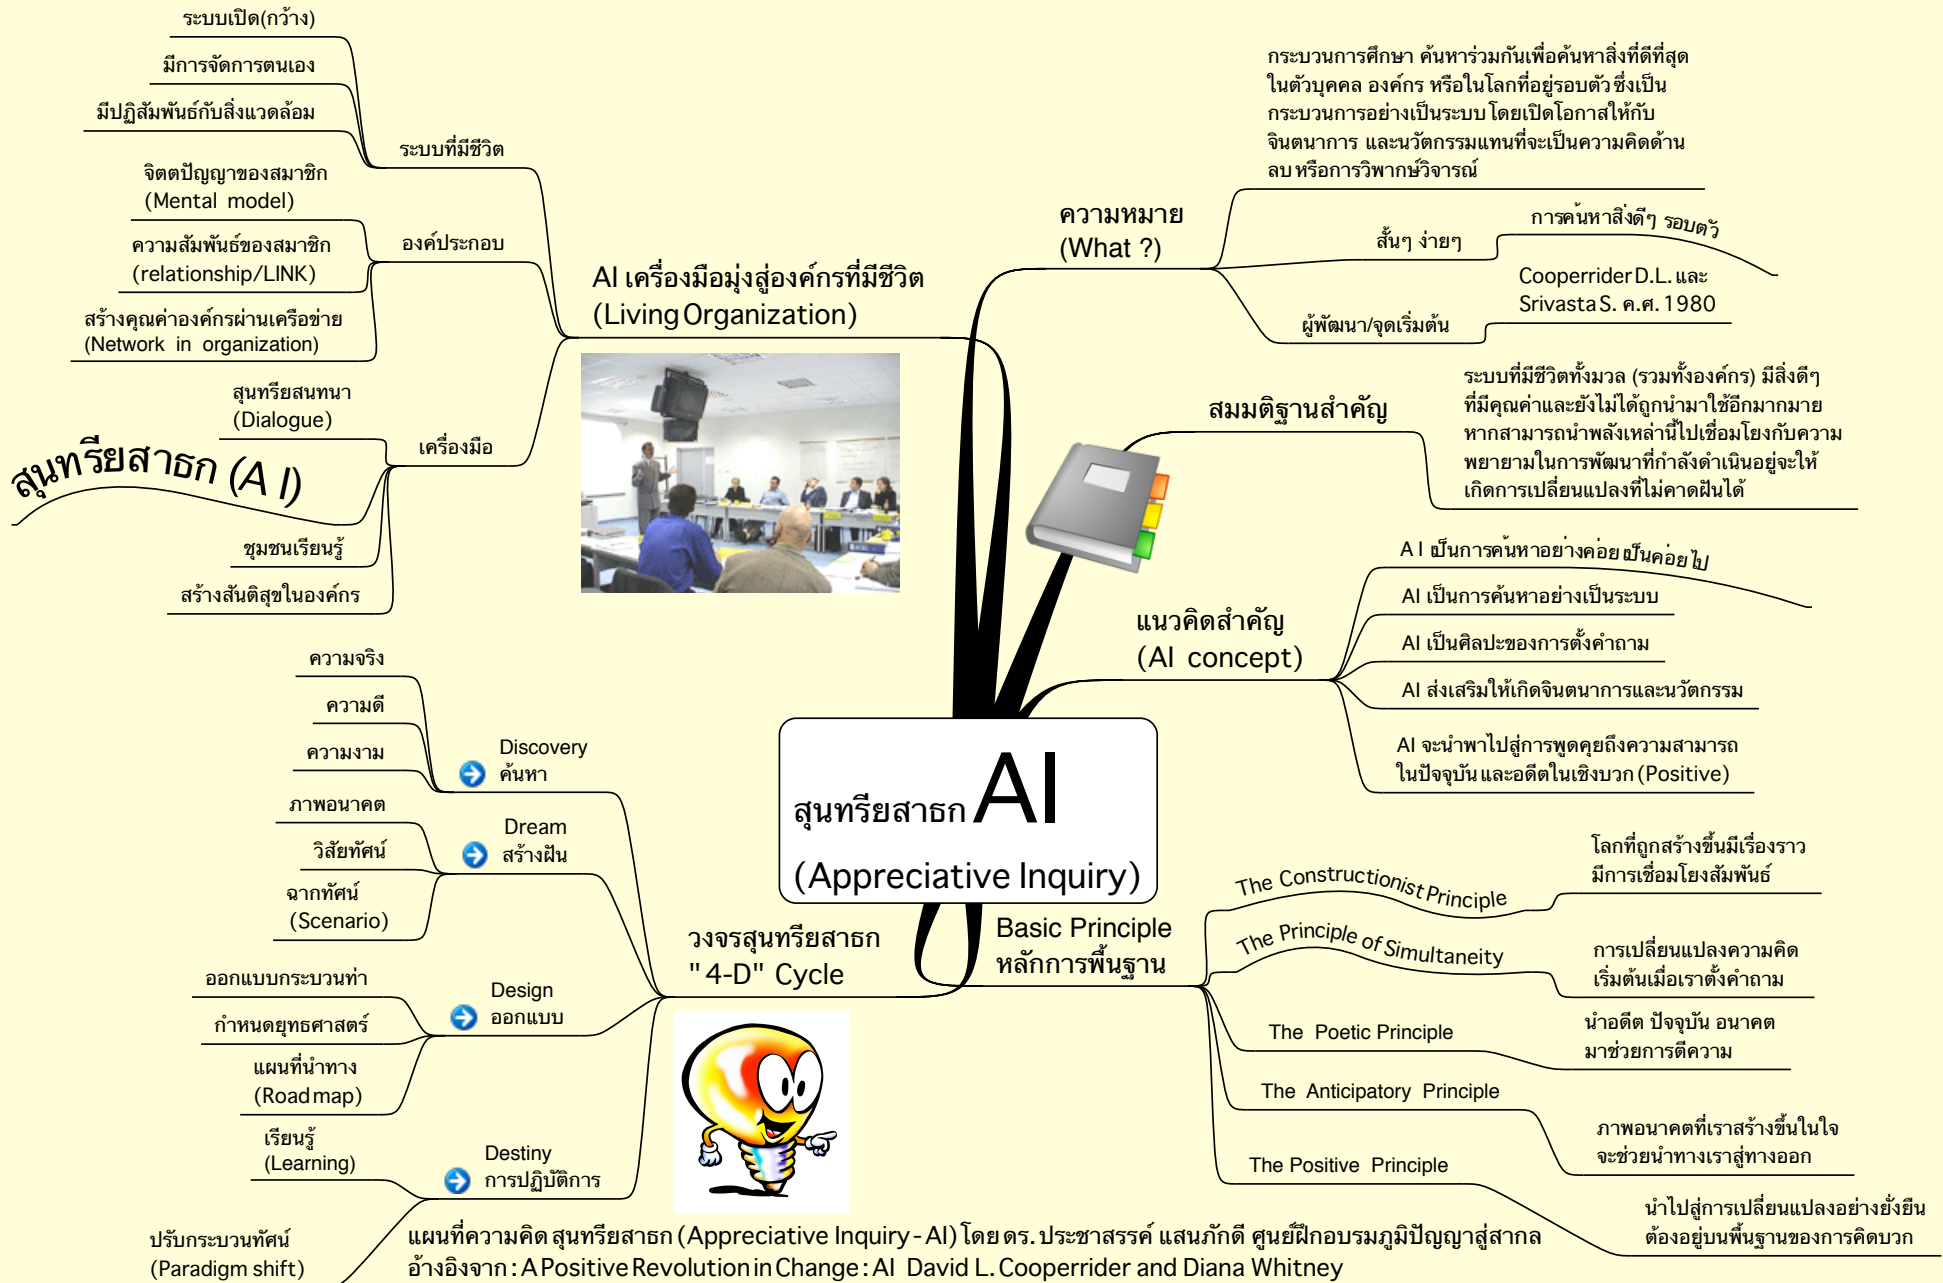 สุนทรียสาธก AI
(Appreciative Inquiry)
ความหมาย
(What ?)
กระบวนการศึกษา ค้นหาร่วมกันเพื่อค้นหาสิ่งที่ดีที่สุด
ในตัวบุคคล องค์กร หรือในโลกที่อยู่รอบตัว ซึ่งเป็น
กระบวนการอย่างเป็นระบบ โดยเปิดโอกาสให้กับ
จินตนาการ และนวัตกรรมแทนที่จะเป็นความคิดด้าน
ลบ หรือการวิพากษ์วิจารณ์
สั้นๆ ง่ายๆ
การค้นหาสิ่งดีๆ รอบตัว
ผู้พัฒนา/จุดเริ่มต้น
Cooperrider D.L. และ
Srivasta S. ค.ศ. 1980
สมมติฐานสำคัญ
ระบบที่มีชีวิตทั้งมวล (รวมทั้งองค์กร) มีสิ่งดีๆ
ที่มีคุณค่าและยังไม่ได้ถูกนำมาใช้อีกมากมาย
หากสามารถนำพลังเหล่านี้ไปเชื่อมโยงกับความ
พยายามในการพัฒนาที่กำลังดำเนินอยู่จะให้
เกิดการเปลี่ยนแปลงที่ไม่คาดฝันได้
แนวคิดสำคัญ
(AI concept)
A I เป็นการค้นหาอย่างค่อยเป็นค่อยไป
AI เป็นการค้นหาอย่างเป็นระบบ
AI เป็นศิลปะของการตั้งคำถาม
AI ส่งเสริมให้เกิดจินตนาการและนวัตกรรม
AI จะนำพาไปสู่การพูดคุยถึงความสามารถ
ในปัจจุบัน และอดีตในเชิงบวก (Positive)
Basic Principle
หลักการพื้นฐาน
The Constructionist Principle
โลกที่ถูกสร้างขึ้นมีเรื่องราว
มีการเชื่อมโยงสัมพันธ์
The Principle of Simultaneity
การเปลี่ยนแปลงความคิด
เริ่มต้นเมื่อเราตั้งคำถาม
The Poetic Principle
นำอดีต ปัจจุบัน อนาคต
มาช่วยการตีความ
The Anticipatory Principle
ภาพอนาคตที่เราสร้างขึ้นในใจ
จะช่วยนำทางเราสู่ทางออก
The Positive Principle
นำไปสู่การเปลี่ยนแปลงอย่างยั่งยืน
ต้องอยู่บนพื้นฐานของการคิดบวก
AI เครื่องมือมุ่งสู่องค์กรที่มีชีวิต
(Living Organization)
ระบบที่มีชีวิต
ระบบเปิด(กว้าง)
มีการจัดการตนเอง
มีปฏิสัมพันธ์กับสิ่งแวดล้อม
องค์ประกอบ
จิตตปัญญาของสมาชิก
(Mental model)
ความสัมพันธ์ของสมาชิก
(relationship/LINK)
สร้างคุณค่าองค์กรผ่านเครือข่าย
(Network in organization)
เครื่องมือ
สุนทรียสนทนา
(Dialogue)
สุนทรียสาธก (A I)
ชุมชนเรียนรู้
สร้างสันติสุขในองค์กร
วงจรสุนทรียสาธก
"4-D" Cycle
Discovery
ค้นหา
ความจริง
ความดี
ความงาม
Dream
สร้างฝัน
ภาพอนาคต
วิสัยทัศน์
ฉากทัศน์
(Scenario)
Design
ออกแบบ
ออกแบบกระบวนท่า
กำหนดยุทธศาสตร์
แผนที่นำทาง
(Road map)
Destiny
การปฏิบัติการ
เรียนรู้
(Learning)
ปรับกระบวนทัศน์
(Paradigm shift)
แผนที่ความคิด สุนทรียสาธก (Appreciative Inquiry - AI) โดย ดร. ประชาสรรค์ แสนภักดี ศูนย์ฝึกอบรมภูมิปัญญาสู่สากล
อ้างอิงจาก : A Positive Revolution in Change : AI David L. Cooperrider and Diana Whitney